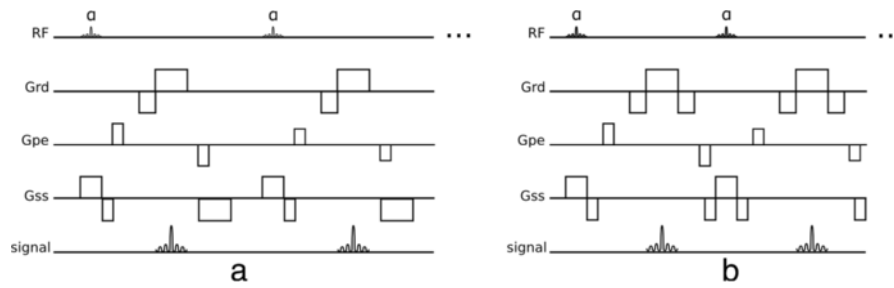 α α
RF ...
Grd
Gpe
Gss
signal
a
α α
RF ..
Grd
Gpe
Gss
signal
b